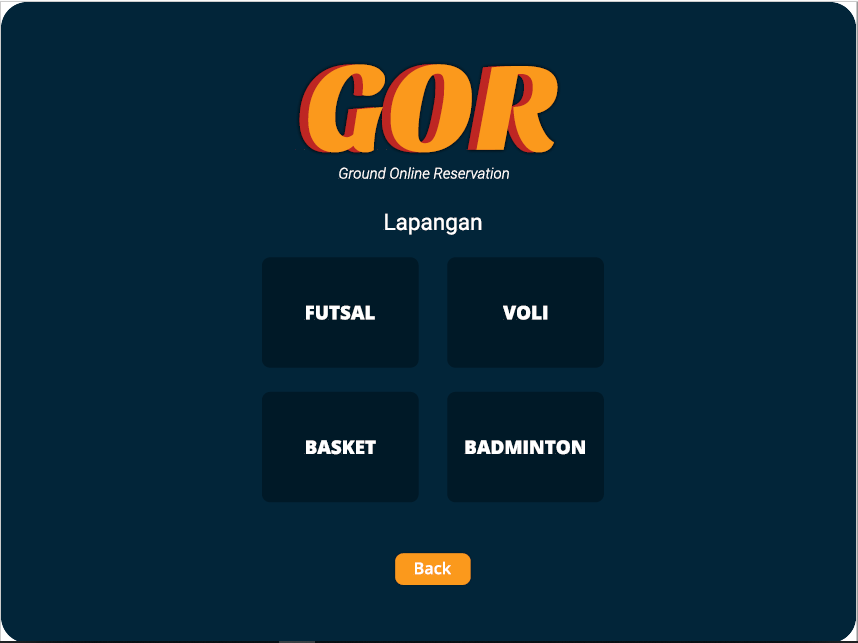 GOR
Ground Online Reservation
Lapangan
FUTSAL
VOLI
BASKET
BADMINTON
Back